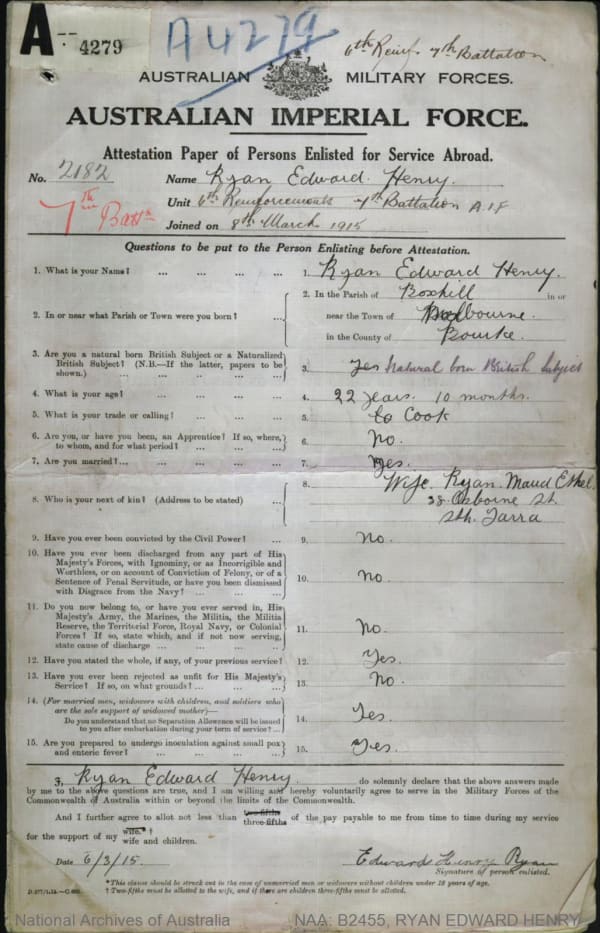 A 4279
A4279
6th Reinf. 7th Battalion
AUSTRALIAN MILITARY FORCES.
AUSTRALIAN IMPERIAL FORCE.
Attestation Paper of Persons Enlisted for Service Abroad.
No. 2182 Name Ryan Edward Henry.
7th Battn Unit 6th Reinforcements 7th Battalion A.I.F
Joined on 8th March 1915
Questions to be put to the Person Enlisting before Attestation.
1. What is your Name? ... ... ... ... 1. Ryan Edward Henry.
2. In or near what Parish or Town were you born? ... 2. In the Parish of Boxhill in or
near the Town of Melbourne.
in the County of Bourke.
3. Are you a natural born British Subject or a Naturalized
British Subject? (N.B.—If the latter, papers to be
shown.) ... ... ... ... 3. Yes Natural born British Subject
4. What is your age? ... ... ... ... 4. 22 years. 10 months.
5. What is your trade or calling? ... ... ... 5. Cook
6. Are you, or have you been, an Apprentice? If so, where,
to whom, and for what period? ... ... ... 6. No.
7. Are you married? ... ... ... ... ... 7. Yes.
8. Who is your next of kin? (Address to be stated) ... 8. Wife. Ryan. Maud Ethel.
38. Osborne St.
Sth. Yarra
9. Have you ever been convicted by the Civil Power? ... 9. No.
10. Have you ever been discharged from any part of His
Majesty's Forces, with Ignominy, or as Incorrigible and
Worthless, or on account of Conviction of Felony, or of a
Sentence of Penal Servitude, or have you been dismissed
with Disgrace from the Navy? ... ... ... 10. No.
11. Do you now belong to, or have you ever served in, His
Majesty's Army, the Marines, the Militia, the Militia
Reserve, the Territorial Force, Royal Navy, or Colonial
Forces? If so, state which, and if not now serving,
state cause of discharge ... ... ... ... 11. No.
12. Have you stated the whole, if any, of your previous service? 12. Yes.
13. Have you ever been rejected as unfit for His Majesty's
Service? If so, on what grounds? ... ... ... 13. No.
14. (For married men, widowers with children, and soldiers who
are the sole support of widowed mother)—
Do you understand that no Separation Allowance will be issued
to you after embarkation during your term of service? ... 14. Yes.
15. Are you prepared to undergo inoculation against small pox
and enteric fever? ... ... ... ... 15. Yes.
I, Ryan Edward Henry. do solemnly declare that the above answers made
by me to the above questions are true, and I am willing and hereby voluntarily agree to serve in the Military Forces of the
Commonwealth of Australia within or beyond the limits of the Commonwealth.
And I further agree to allot not less than two-fifths three-fifths of the pay payable to me from time to time during my service
for the support of my wife.* † wife and children.
Date 6/3/15. Edward Henry Ryan
Signature of person enlisted.
*This clause should be struck out in the case of unmarried men or widowers without children under 18 years of age.
† Two-fifths must be allotted to the wife, and if there are children three-fifths must be allotted.
National Archives of Australia NAA: B2455, RYAN EDWARD HENRY